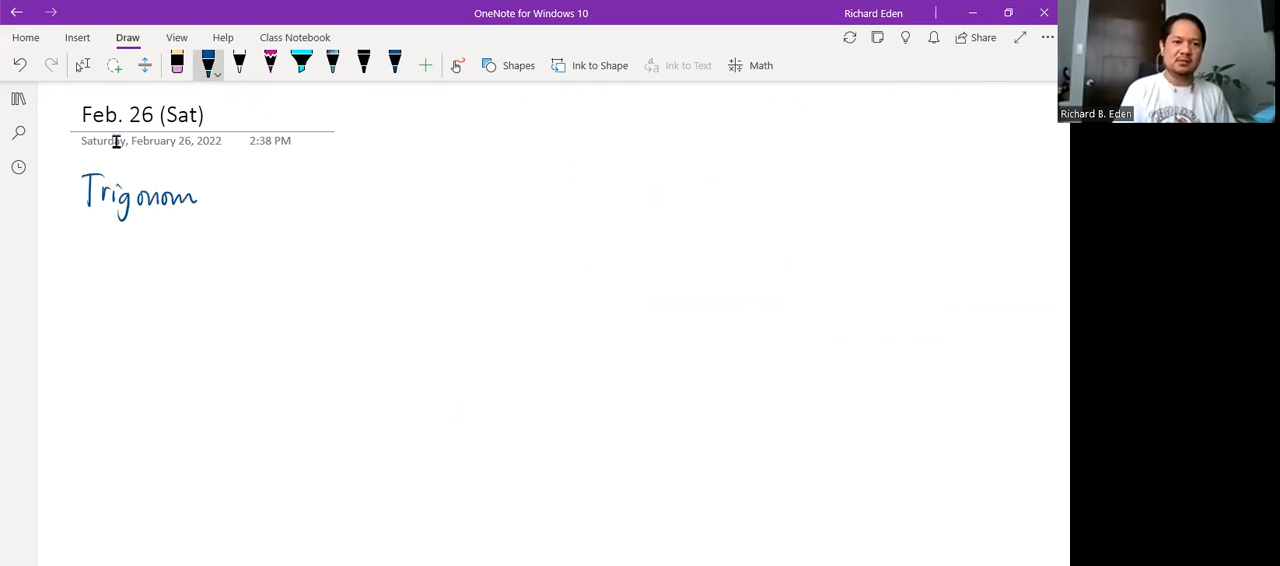 OneNote for Windows 10
Richard Eden
Home Insert Draw View Help Class Notebook
Share
Shapes Ink to Shape Ink to Text Math
Feb. 26 (Sat)
Saturday, February 26, 2022 2:38 PM
Trigonom
Richard B. Eden